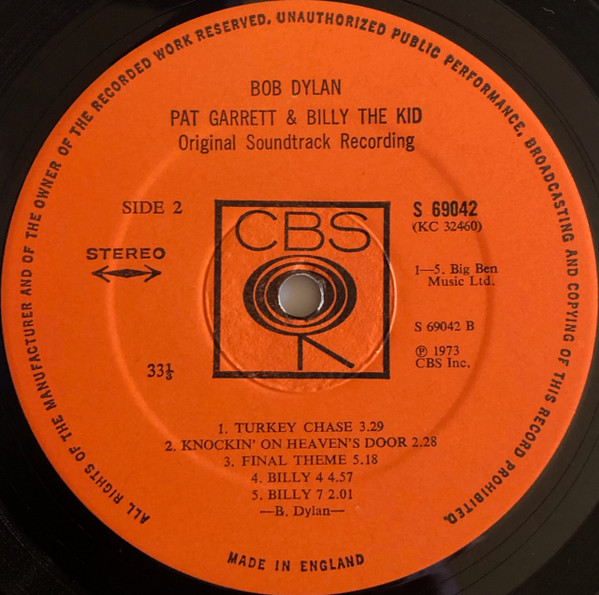 ALL RIGHTS OF THE MANUFACTURER AND OF THE OWNER OF THE RECORDED WORK RESERVED. UNAUTHORIZED PUBLIC PERFORMANCE, BROADCASTING AND COPYING OF THIS RECORD PROHIBITED.
BOB DYLAN
PAT GARRETT & BILLY THE KID
Original Soundtrack Recording
SIDE 2
STEREO
33⅓
CBS
S 69042
(KC 32460)
1—5. Big Ben
Music Ltd.
S 69042 B
℗ 1973
CBS Inc.
1. TURKEY CHASE 3.29
2. KNOCKIN' ON HEAVEN'S DOOR 2.28
3. FINAL THEME 5.18
4. BILLY 4 4.57
5. BILLY 7 2.01
—B. Dylan—
MADE IN ENGLAND